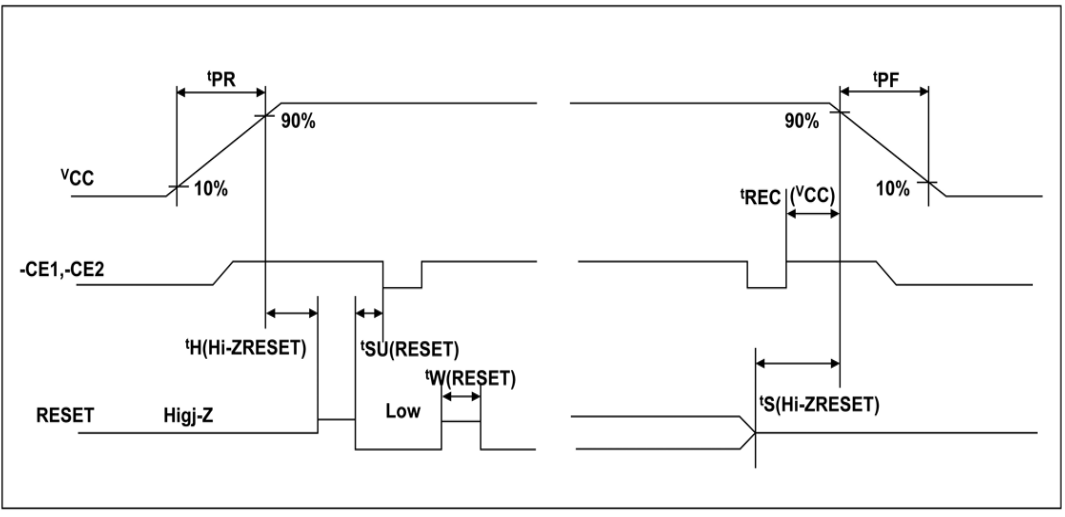 tPR
tPF
90%
90%
VCC
10%
10%
tREC (VCC)
-CE1,-CE2
tH(Hi-ZRESET)
tSU(RESET)
tW(RESET)
tS(Hi-ZRESET)
RESET
Higj-Z
Low